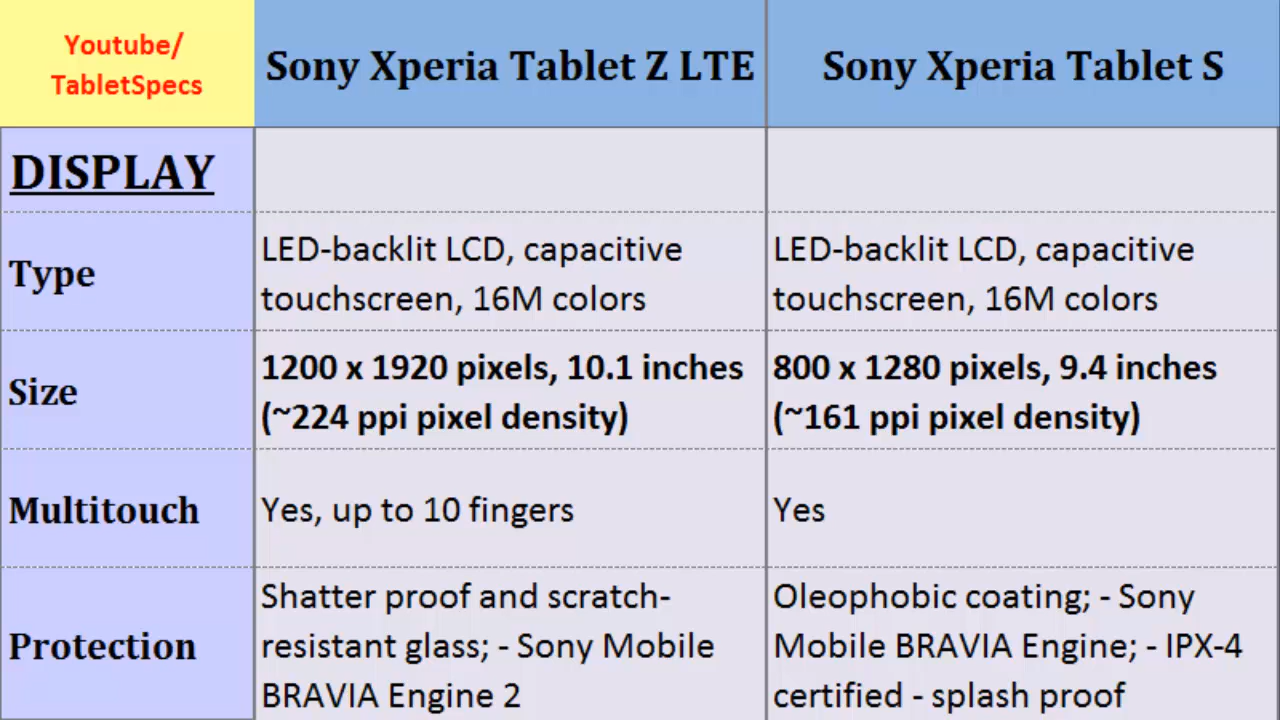 Youtube/
TabletSpecs
Sony Xperia Tablet Z LTE
Sony Xperia Tablet S
DISPLAY
Type
LED-backlit LCD, capacitive
touchscreen, 16M colors
LED-backlit LCD, capacitive
touchscreen, 16M colors
Size
1200 x 1920 pixels, 10.1 inches
(~224 ppi pixel density)
800 x 1280 pixels, 9.4 inches
(~161 ppi pixel density)
Multitouch
Yes, up to 10 fingers
Yes
Protection
Shatter proof and scratch-
resistant glass; - Sony Mobile
BRAVIA Engine 2
Oleophobic coating; - Sony
Mobile BRAVIA Engine; - IPX-4
certified - splash proof